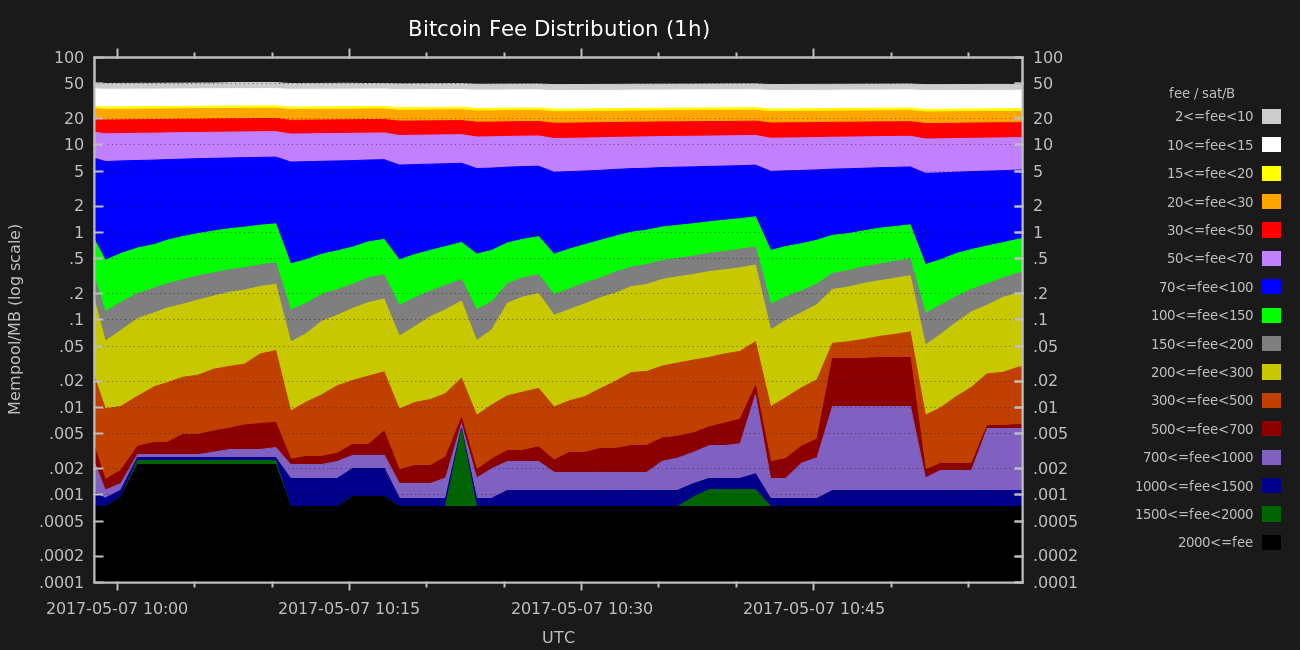 Bitcoin Fee Distribution (1h)
100 100
50 50
20 20
10 10
5 5
2 2
1 1
.5 .5
.2 .2
.1 .1
.05 .05
.02 .02
.01 .01
.005 .005
.002 .002
.001 .001
.0005 .0005
.0002 .0002
.0001 .0001
Mempool/MB (log scale)
2017-05-07 10:00 2017-05-07 10:15 2017-05-07 10:30 2017-05-07 10:45
UTC
fee / sat/B
2<=fee<10
10<=fee<15
15<=fee<20
20<=fee<30
30<=fee<50
50<=fee<70
70<=fee<100
100<=fee<150
150<=fee<200
200<=fee<300
300<=fee<500
500<=fee<700
700<=fee<1000
1000<=fee<1500
1500<=fee<2000
2000<=fee